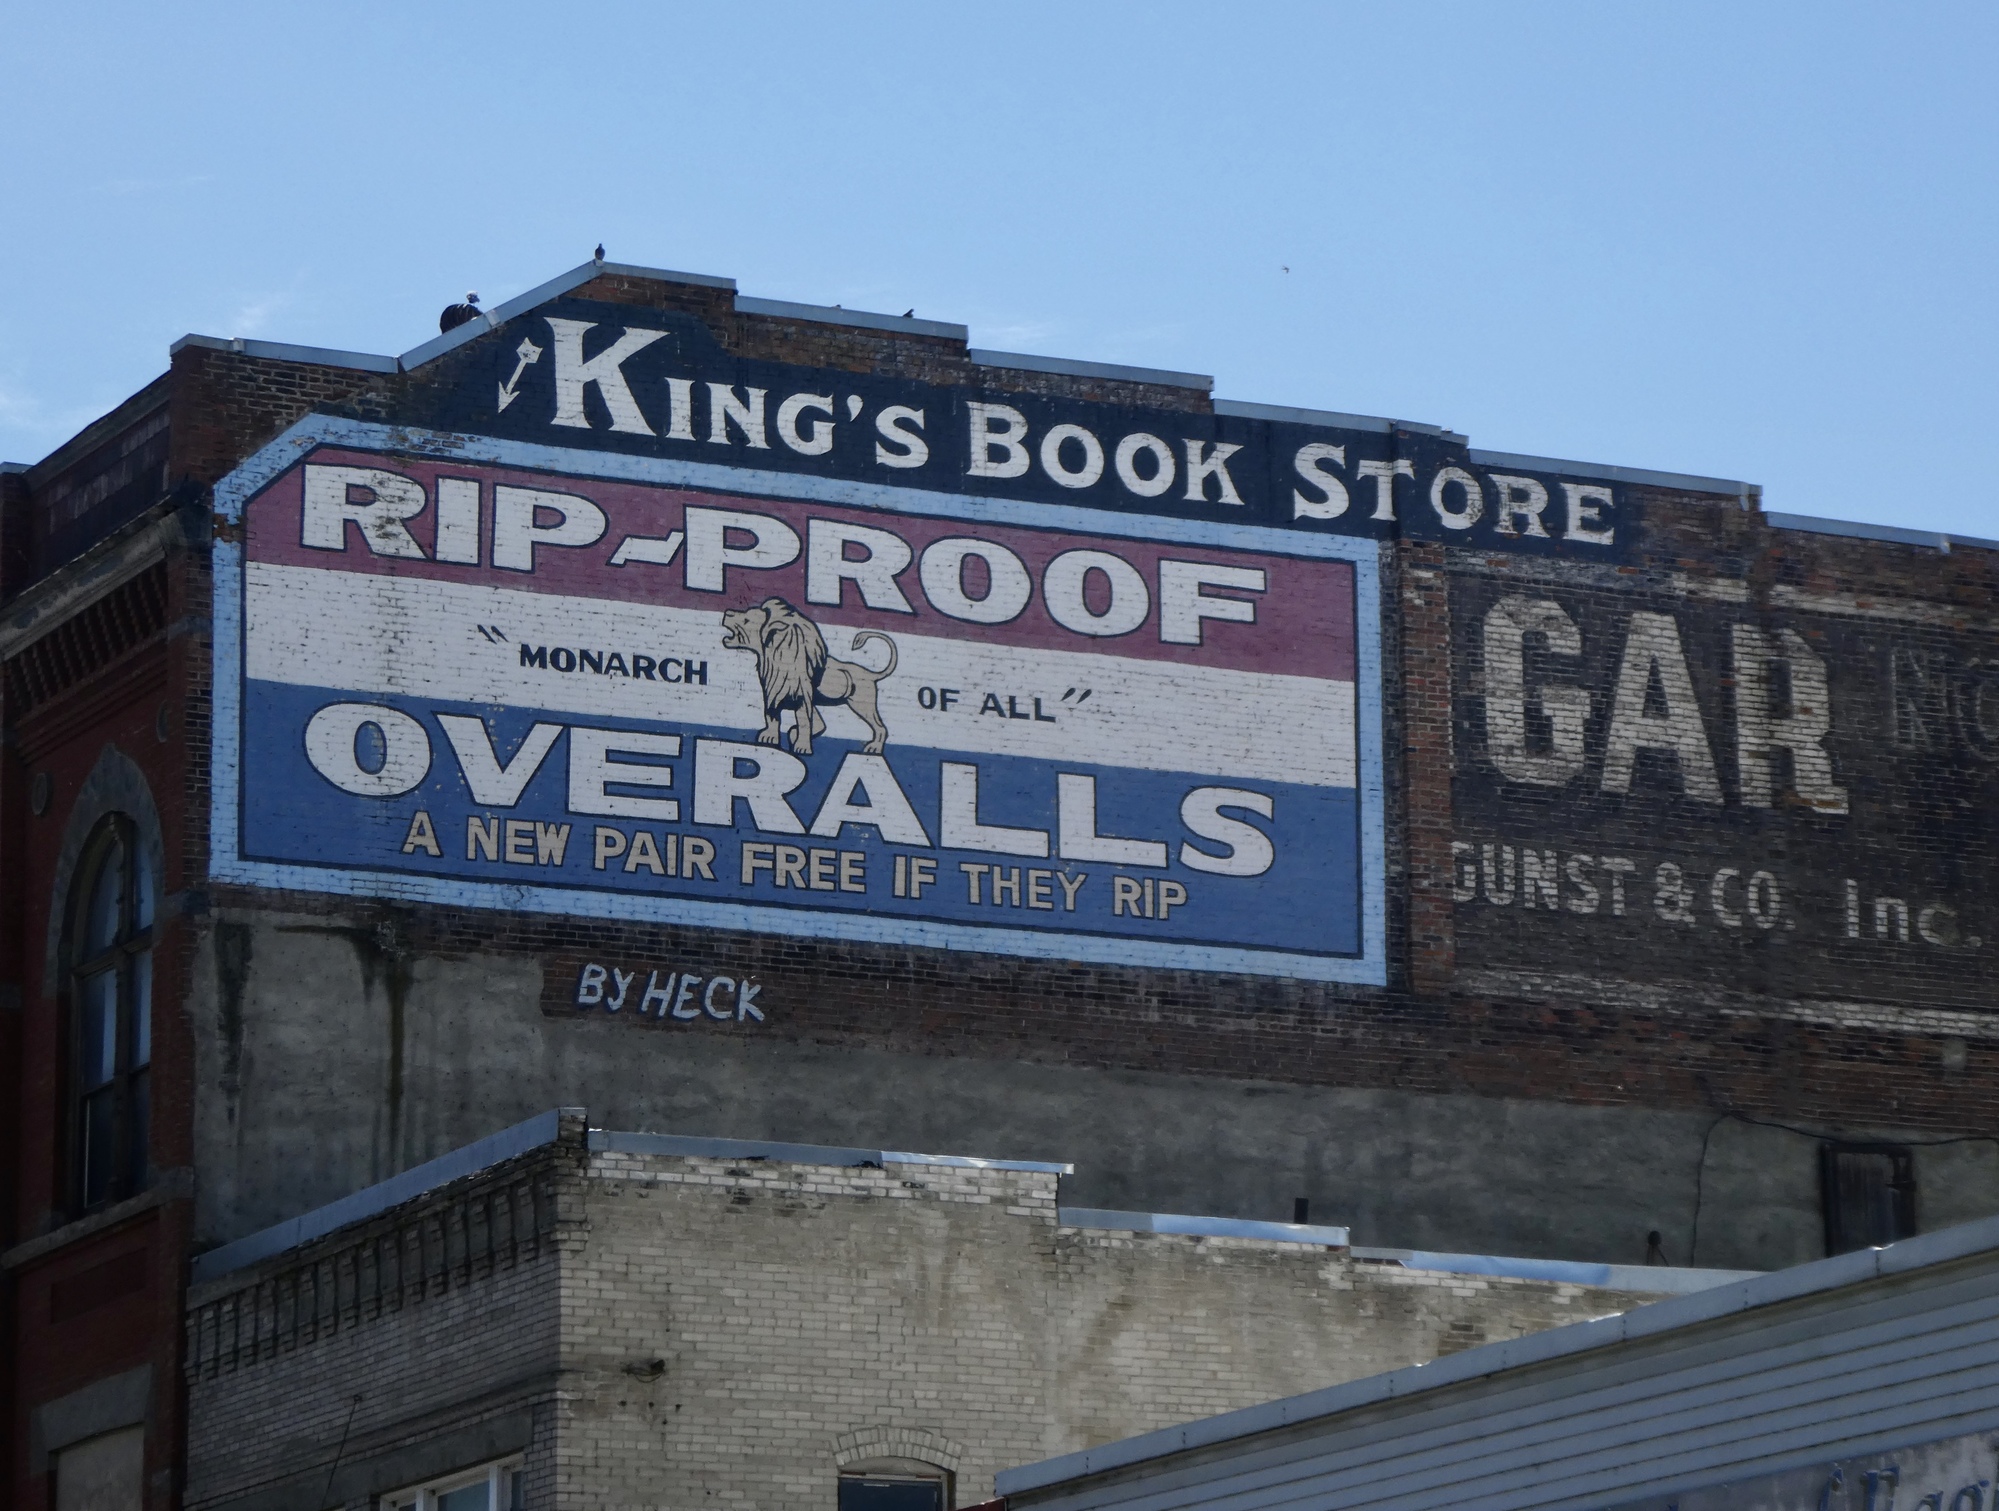 KING'S BOOK STORE
RIP-PROOF
"MONARCH OF ALL"
OVERALLS
A NEW PAIR FREE IF THEY RIP
BY HECK
GAR
GUNST & CO. Inc.